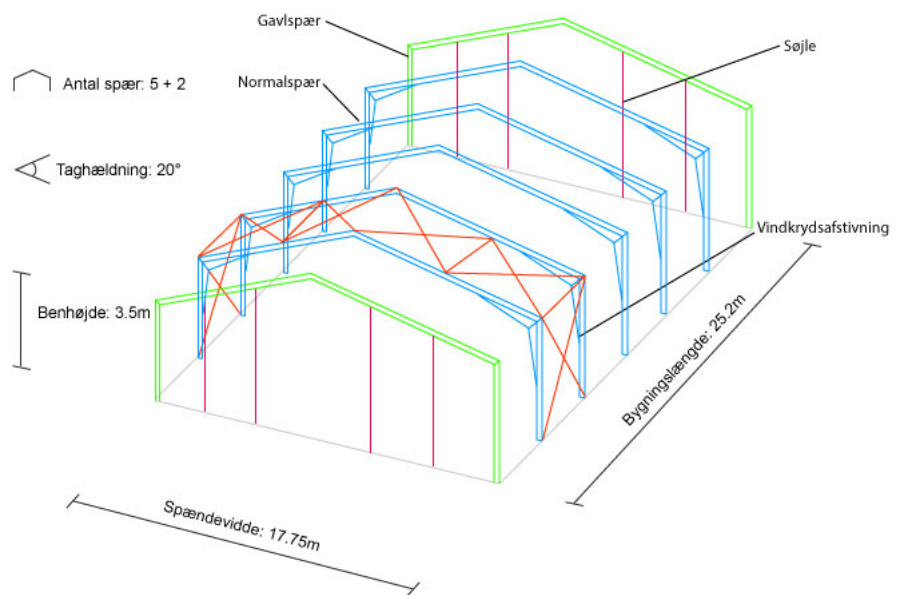 Gavlspær
Søjle
Antal spær: 5 + 2
Normalspær
Taghældning: 20°
Vindkrydsafstivning
Benhøjde: 3.5m
Bygningslængde: 25.2m
Spændevidde: 17.75m